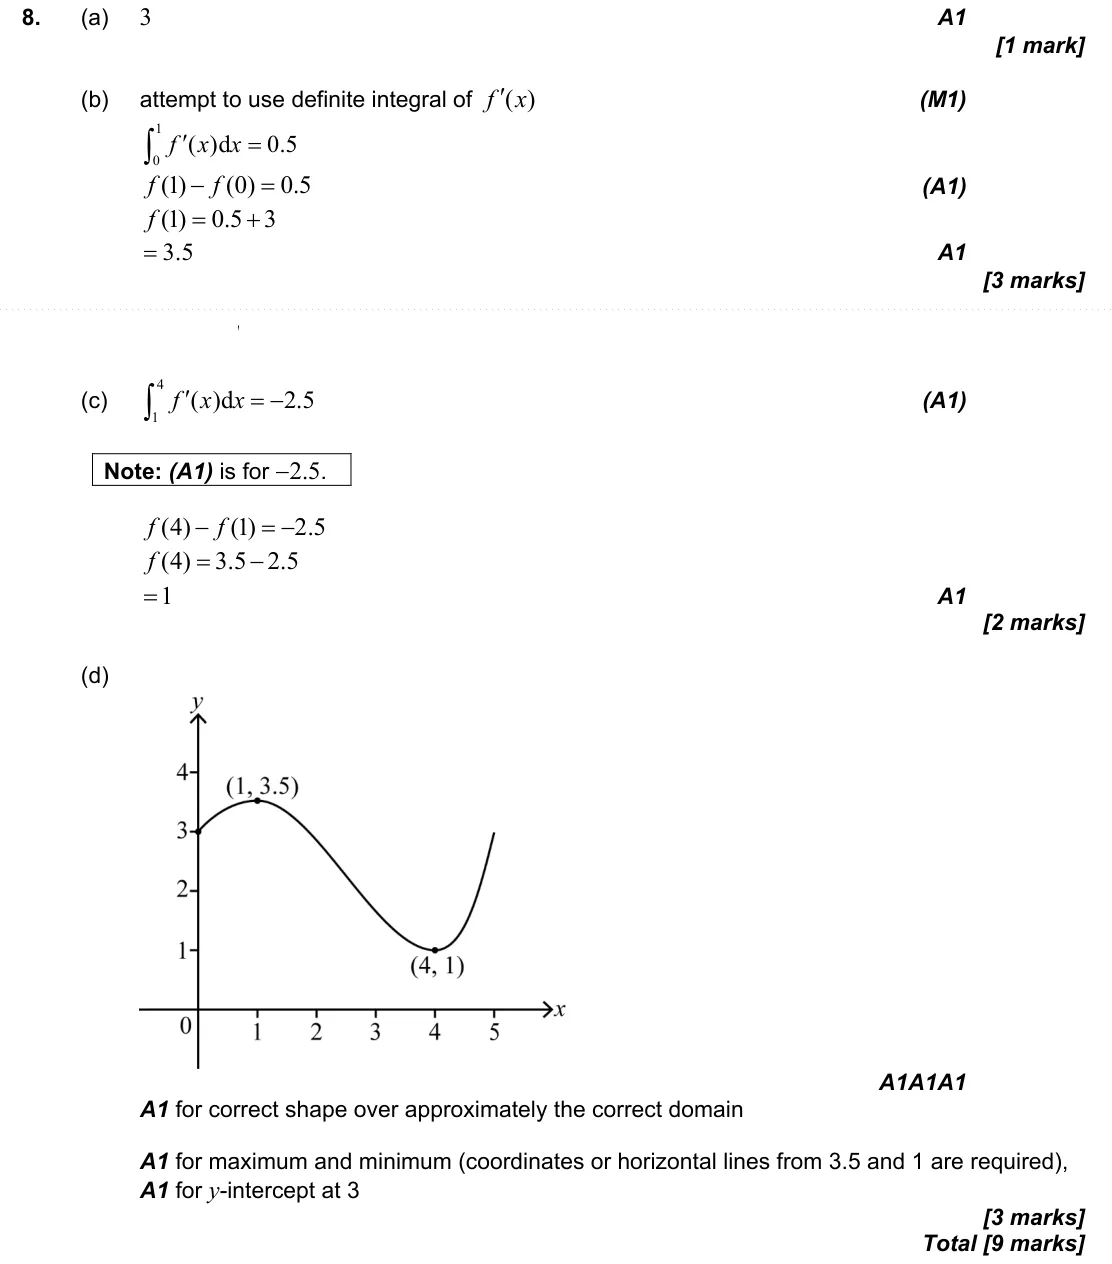 8. (a) 3 A1
[1 mark]
(b) attempt to use definite integral of f′(x) (M1)
∫₀¹ f′(x)dx = 0.5
f(1) − f(0) = 0.5 (A1)
f(1) = 0.5 + 3
= 3.5 A1
[3 marks]
(c) ∫₁⁴ f′(x)dx = −2.5 (A1)
Note: (A1) is for −2.5.
f(4) − f(1) = −2.5
f(4) = 3.5 − 2.5
= 1 A1
[2 marks]
(d)
y
4
(1, 3.5)
3
2
1
(4, 1)
x
0 1 2 3 4 5
A1A1A1
A1 for correct shape over approximately the correct domain
A1 for maximum and minimum (coordinates or horizontal lines from 3.5 and 1 are required),
A1 for y-intercept at 3
[3 marks]
Total [9 marks]